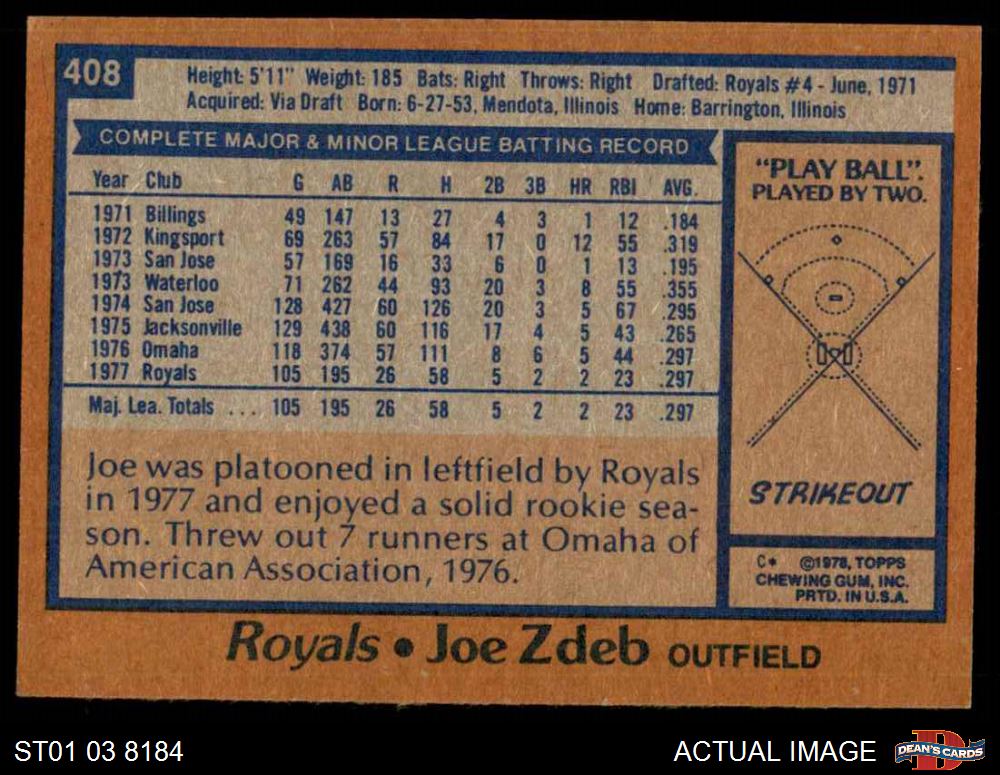 408
Height: 5'11" Weight: 185 Bats: Right Throws: Right Drafted: Royals #4 - June, 1971
Acquired: Via Draft Born: 6-27-53, Mendota, Illinois Home: Barrington, Illinois
COMPLETE MAJOR & MINOR LEAGUE BATTING RECORD
Year Club G AB R H 2B 3B HR RBI AVG.
1971 Billings 49 147 13 27 4 3 1 12 .184
1972 Kingsport 69 263 57 84 17 0 12 55 .319
1973 San Jose 57 169 16 33 6 0 1 13 .195
1973 Waterloo 71 262 44 93 20 3 8 55 .355
1974 San Jose 128 427 60 126 20 3 5 67 .295
1975 Jacksonville 129 438 60 116 17 4 5 43 .265
1976 Omaha 118 374 57 111 8 6 5 44 .297
1977 Royals 105 195 26 58 5 2 2 23 .297
Maj. Lea. Totals ... 105 195 26 58 5 2 2 23 .297
Joe was platooned in leftfield by Royals
in 1977 and enjoyed a solid rookie sea-
son. Threw out 7 runners at Omaha of
American Association, 1976.
"PLAY BALL".
PLAYED BY TWO.
STRIKEOUT
C* ©1978, TOPPS
CHEWING GUM, INC.
PRTD. IN U.S.A.
Royals • Joe Zdeb OUTFIELD
ST01 03 8184
ACTUAL IMAGE
DEAN'S CARDS